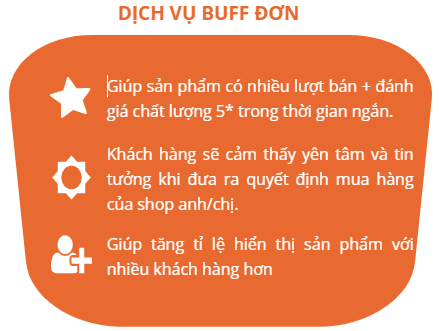 DỊCH VỤ BUFF ĐƠN
Giúp sản phẩm có nhiều lượt bán + đánh
giá chất lượng 5* trong thời gian ngắn.
Khách hàng sẽ cảm thấy yên tâm và tin
tưởng khi đưa ra quyết định mua hàng
của shop anh/chị.
Giúp tăng tỉ lệ hiển thị sản phẩm với
nhiều khách hàng hơn